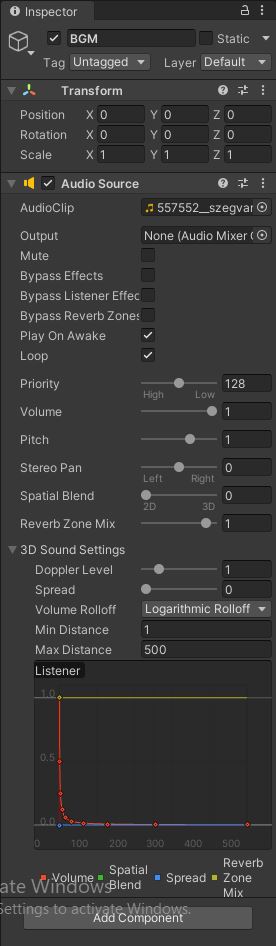 Inspector
BGM
Static
Tag Untagged Layer Default
Transform
Position X 0 Y 0 Z 0
Rotation X 0 Y 0 Z 0
Scale X 1 Y 1 Z 1
Audio Source
AudioClip 557552__szegvar
Output None (Audio Mixer G
Mute
Bypass Effects
Bypass Listener Effec
Bypass Reverb Zones
Play On Awake
Loop
Priority 128
High Low
Volume 1
Pitch 1
Stereo Pan 0
Left Right
Spatial Blend 0
2D 3D
Reverb Zone Mix 1
3D Sound Settings
Doppler Level 1
Spread 0
Volume Rolloff Logarithmic Rolloff
Min Distance 1
Max Distance 500
Listener
1.0
0.5
0.0
0 100 200 300 400 500
Volume Spatial Blend Spread Reverb Zone Mix
ate Windows
Settings to activate Windows.
Add Component